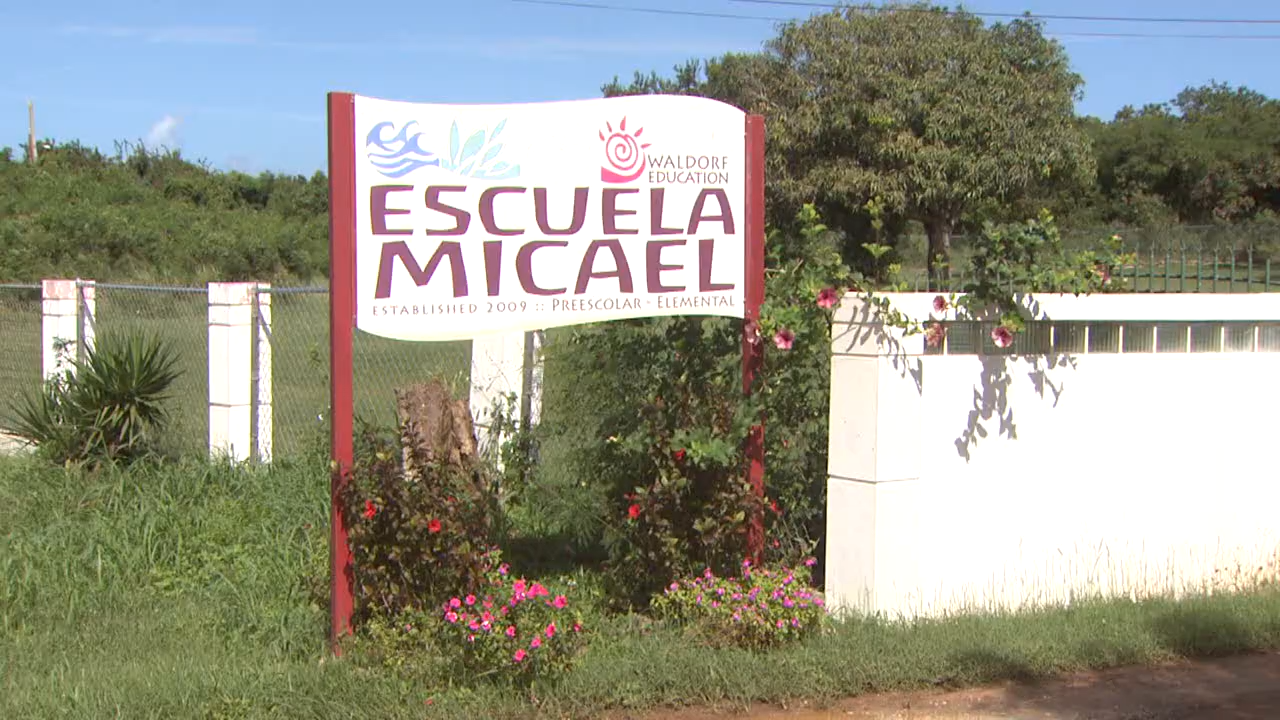 WALDORF
EDUCATION
ESCUELA
MICAEL
ESTABLISHED 2009 :: PREESCOLAR - ELEMENTAL